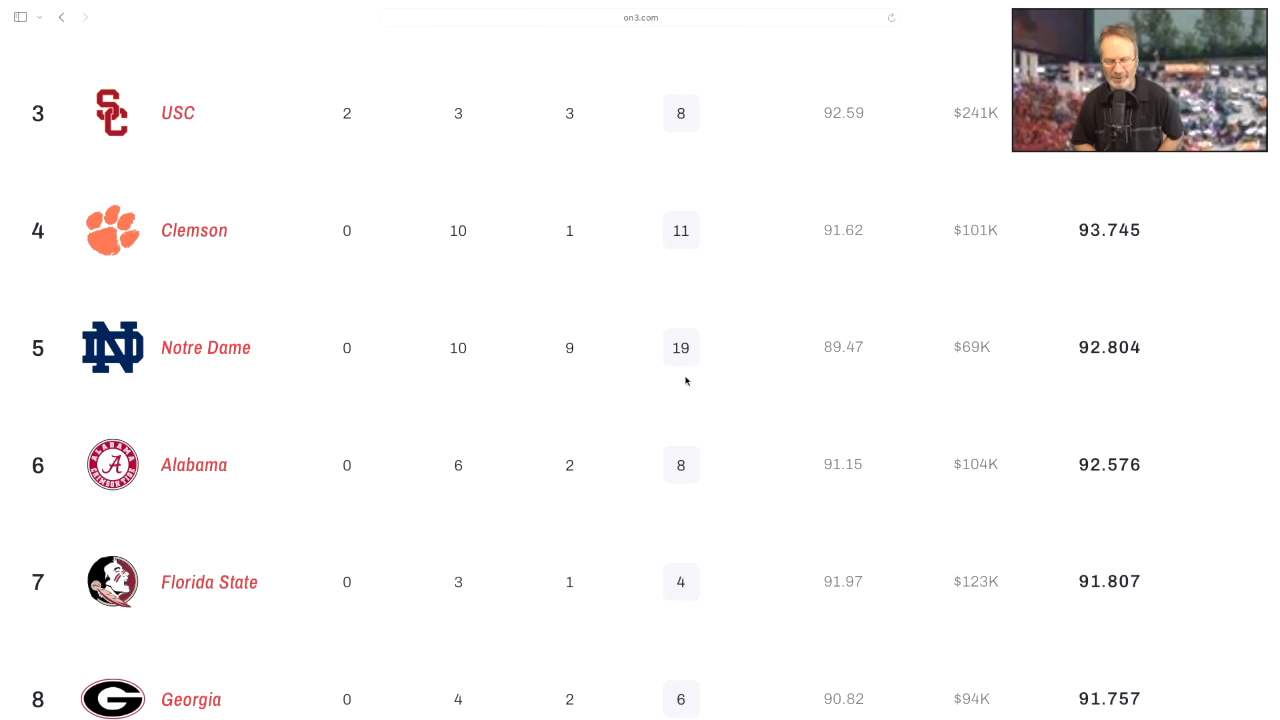 on3.com
3 USC 2 3 3 8 92.59 $241K
4 Clemson 0 10 1 11 91.62 $101K 93.745
5 Notre Dame 0 10 9 19 89.47 $69K 92.804
6 Alabama 0 6 2 8 91.15 $104K 92.576
7 Florida State 0 3 1 4 91.97 $123K 91.807
8 Georgia 0 4 2 6 90.82 $94K 91.757